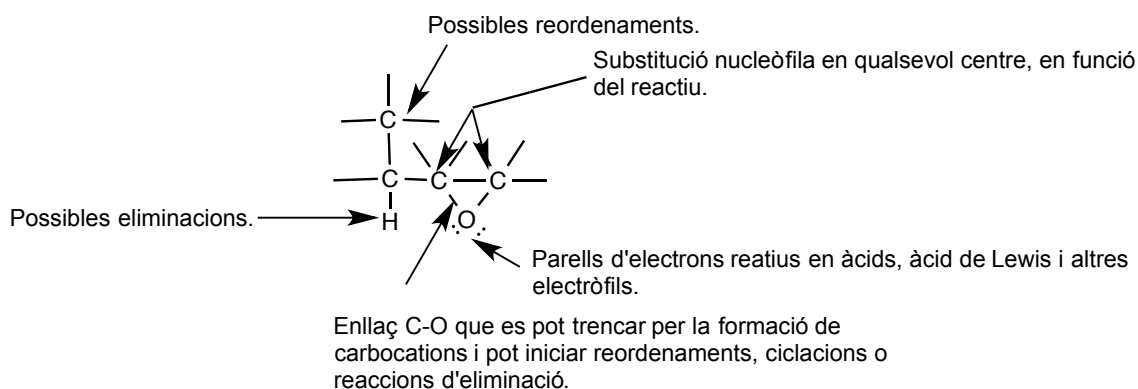 Possibles reordenaments.
Substitució nucleòfila en qualsevol centre, en funció
del reactiu.
C
C C C
Possibles eliminacions.
H
O
Parells d'electrons reatius en àcids, àcid de Lewis i altres
electròfils.
Enllaç C-O que es pot trencar per la formació de
carbocations i pot iniciar reordenaments, ciclacions o
reaccions d'eliminació.